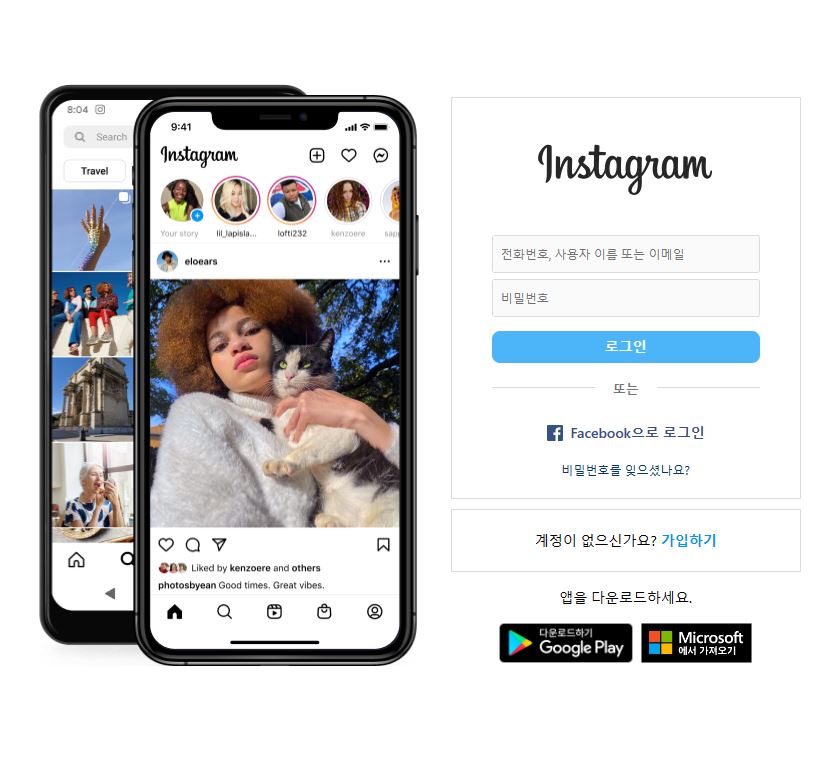 8:04
Search
Travel
9:41
Instagram
Your story
lil_lapisla...
lofti232
kenzoere
sapp
eloears
Liked by kenzoere and others
photosbyean Good times. Great vibes.
Instagram
전화번호, 사용자 이름 또는 이메일
비밀번호
로그인
또는
Facebook으로 로그인
비밀번호를 잊으셨나요?
계정이 없으신가요? 가입하기
앱을 다운로드하세요.
다운로드하기
Google Play
Microsoft
에서 가져오기